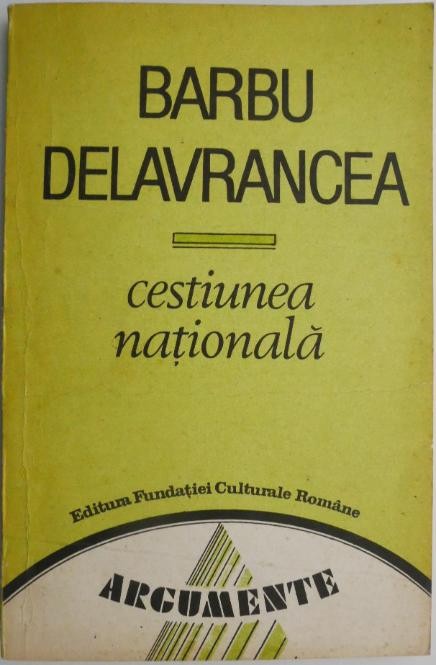 BARBU
DELAVRANCEA
cestiunea
națională
Editura Fundației Culturale Române
ARGUMENTE